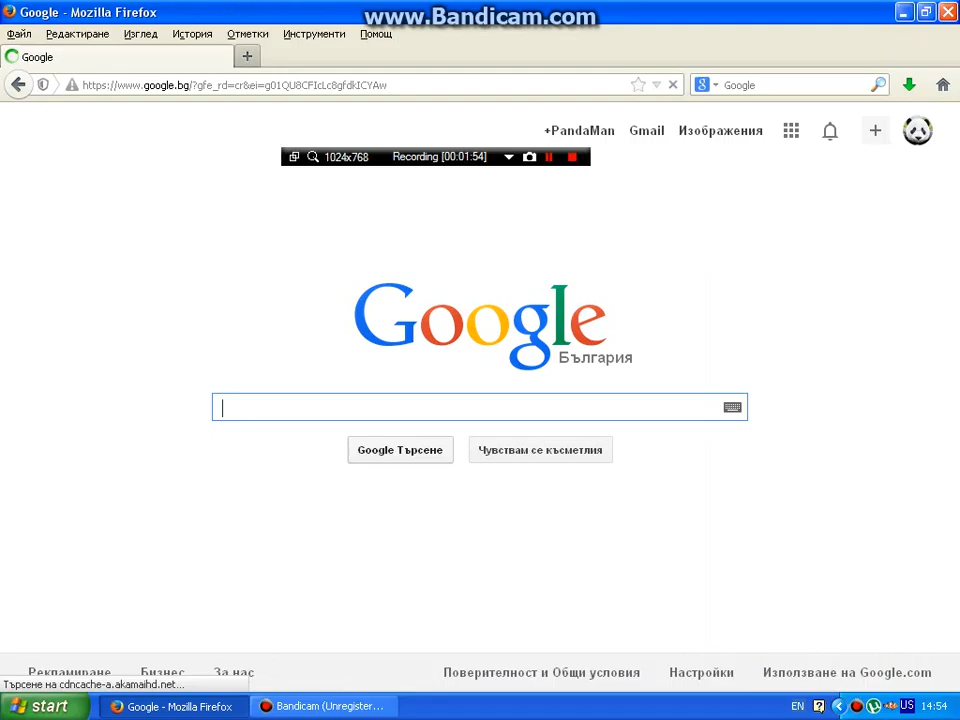 Google - Mozilla Firefox
www.Bandicam.com
Файл Редактиране Изглед История Отметки Инструменти Помощ
Google
https://www.google.bg/?gfe_rd=cr&ei=g01QU8CFIcLc8gfdkICYAw
Google
+PandaMan Gmail Изображения
1024x768 Recording [00:01:54]
Google
България
Google Търсене Чувствам се късметлия
Рекламиране Бизнес За нас Поверителност и Общи условия Настройки Използване на Google.com
Търсене на cdncache-a.akamaihd.net...
start Google - Mozilla Firefox Bandicam (Unregister... EN US 14:54